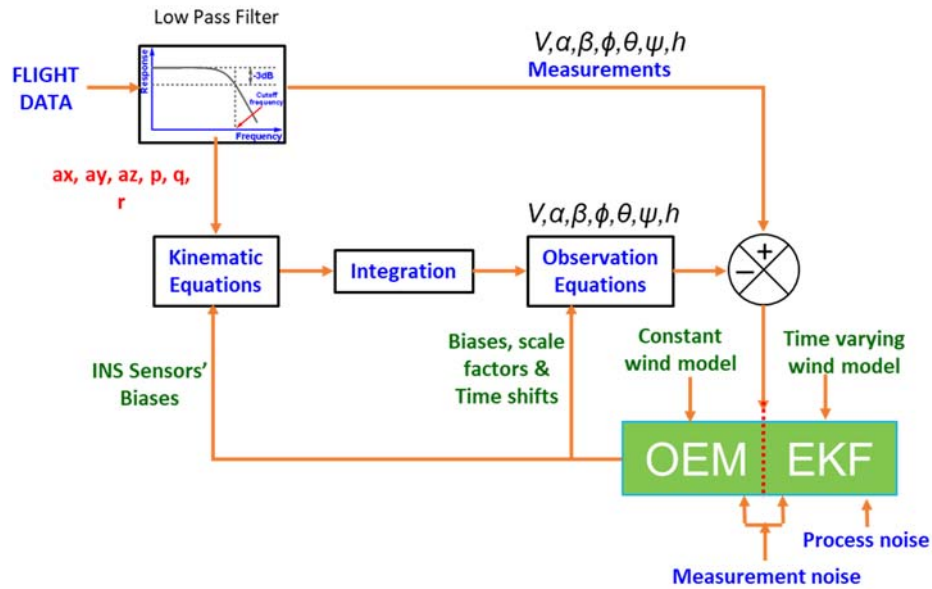 Low Pass Filter
V,α,β,ϕ,θ,ψ,h
Measurements
FLIGHT
DATA
Response
-3dB
Cutoff
frequency
Frequency
ax, ay, az, p, q,
r
V,α,β,ϕ,θ,ψ,h
Kinematic
Equations
Integration
Observation
Equations
+
−
INS Sensors'
Biases
Biases, scale
factors &
Time shifts
Constant
wind model
Time varying
wind model
OEM
EKF
Process noise
Measurement noise